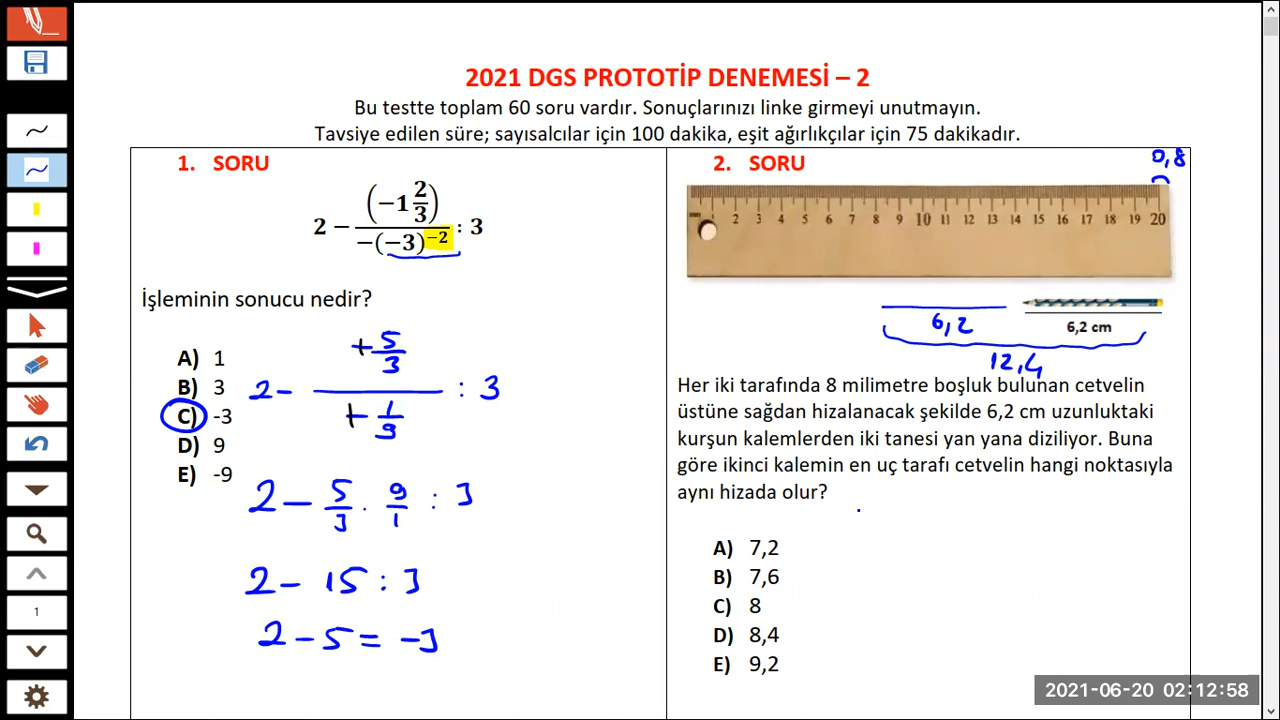 2021 DGS PROTOTİP DENEMESİ – 2
Bu testte toplam 60 soru vardır. Sonuçlarınızı linke girmeyi unutmayın.
Tavsiye edilen süre; sayısalcılar için 100 dakika, eşit ağırlıkçılar için 75 dakikadır.
1. SORU
(−1 2/3)
2 − ――― : 3
−(−3)⁻²
İşleminin sonucu nedir?
A) 1
B) 3
C) -3
D) 9
E) -9
+ 5/3
2 - ――― : 3
+ 1/9
2 - 5/3 . 9/1 : 3
2 - 15 : 3
2 - 5 = -3
2. SORU
0,8
mm 1 2 3 4 5 6 7 8 9 10 11 12 13 14 15 16 17 18 19 20
6,2
6,2 cm
12,4
Her iki tarafında 8 milimetre boşluk bulunan cetvelin
üstüne sağdan hizalanacak şekilde 6,2 cm uzunluktaki
kurşun kalemlerden iki tanesi yan yana diziliyor. Buna
göre ikinci kalemin en uç tarafı cetvelin hangi noktasıyla
aynı hizada olur?
A) 7,2
B) 7,6
C) 8
D) 8,4
E) 9,2
1
2021-06-20 02:12:58